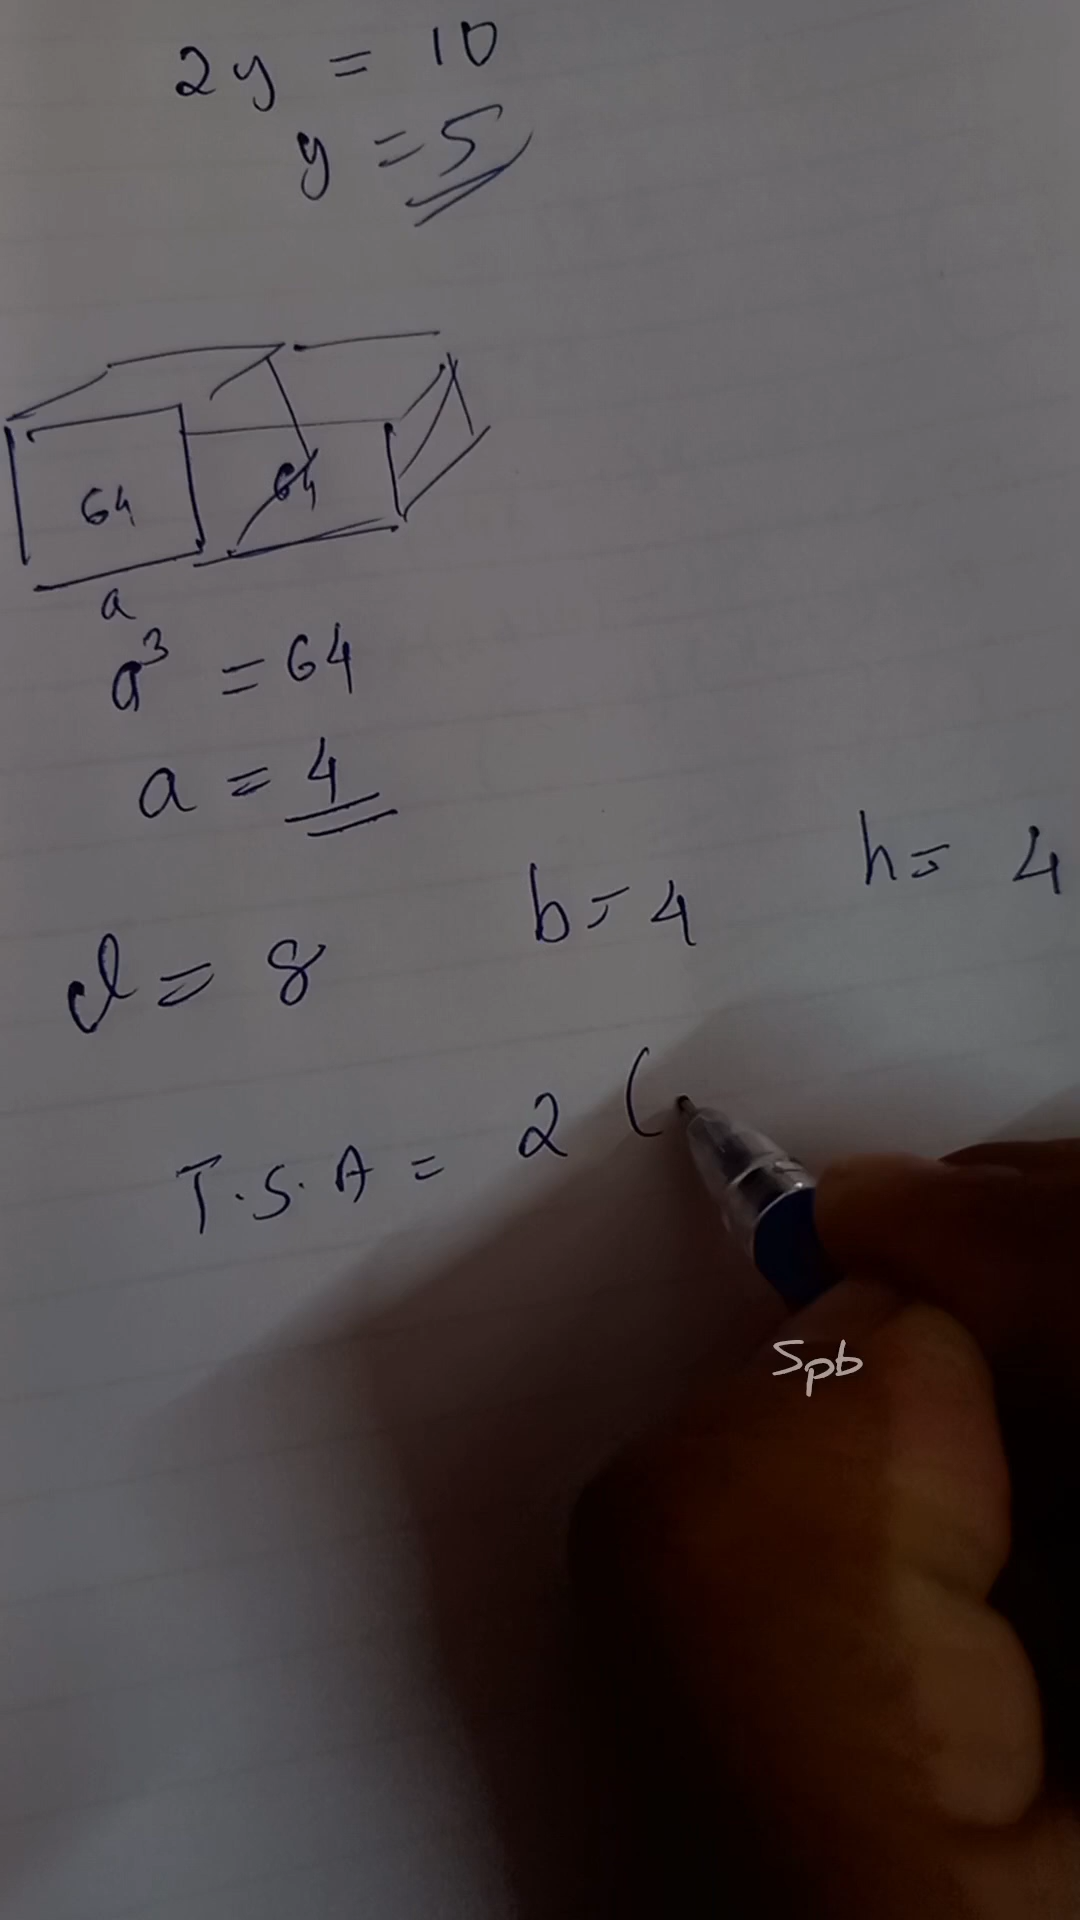 2y = 10
y = 5
64 64
a
a³ = 64
a = 4
l = 8 b = 4 h = 4
T.S.A = 2 (
Spb